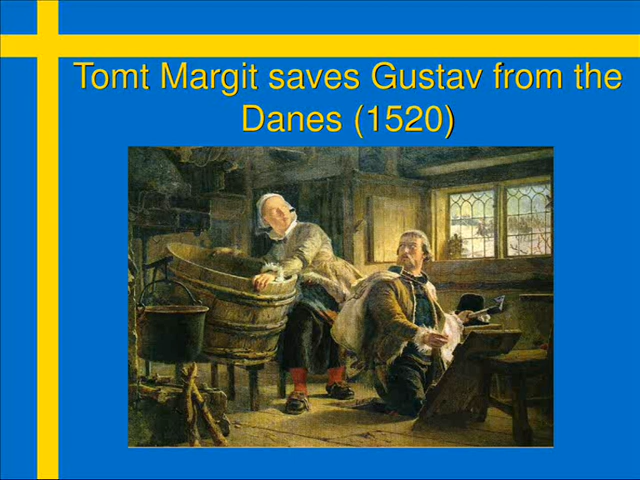 Tomt Margit saves Gustav from the
Danes (1520)